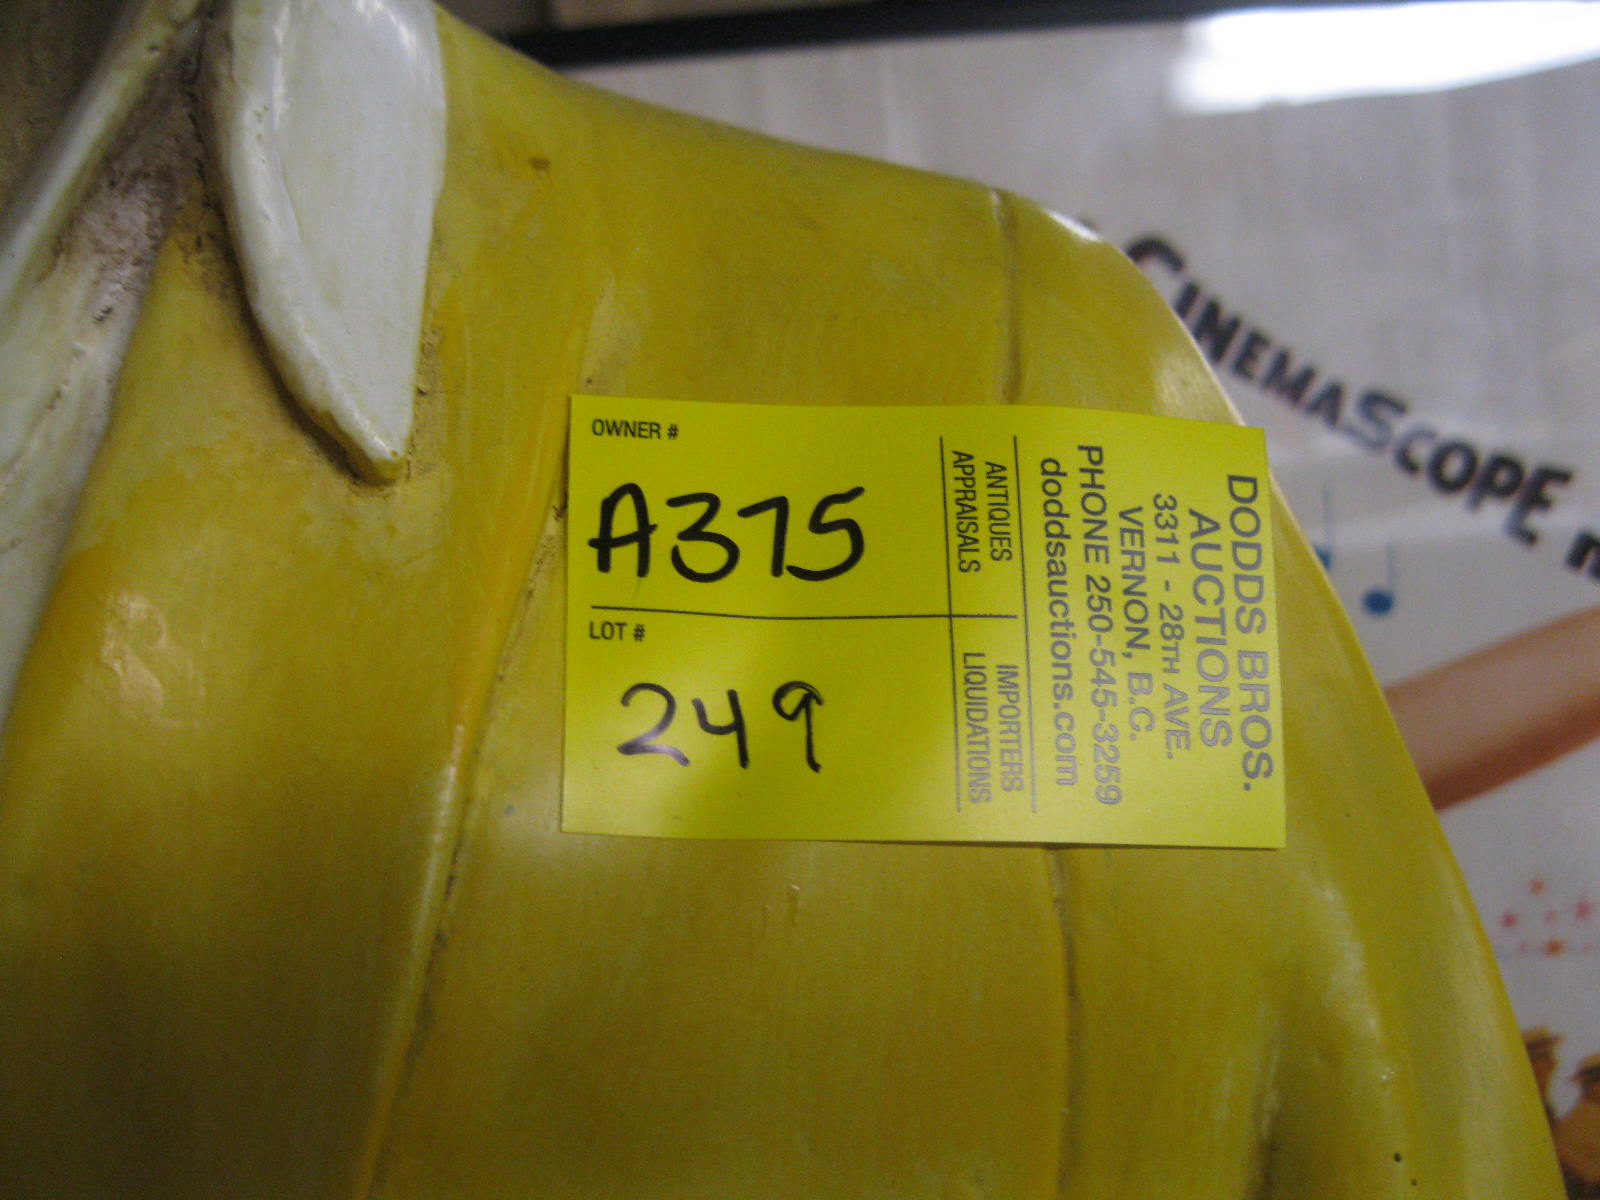 OWNER #
A375
LOT #
249
ANTIQUES
APPRAISALS
IMPORTERS
LIQUIDATIONS
DODDS BROS.
AUCTIONS
3311 - 28TH AVE.
VERNON, B.C.
PHONE 250-545-3259
doddsauctions.com
CINEMASCOPE